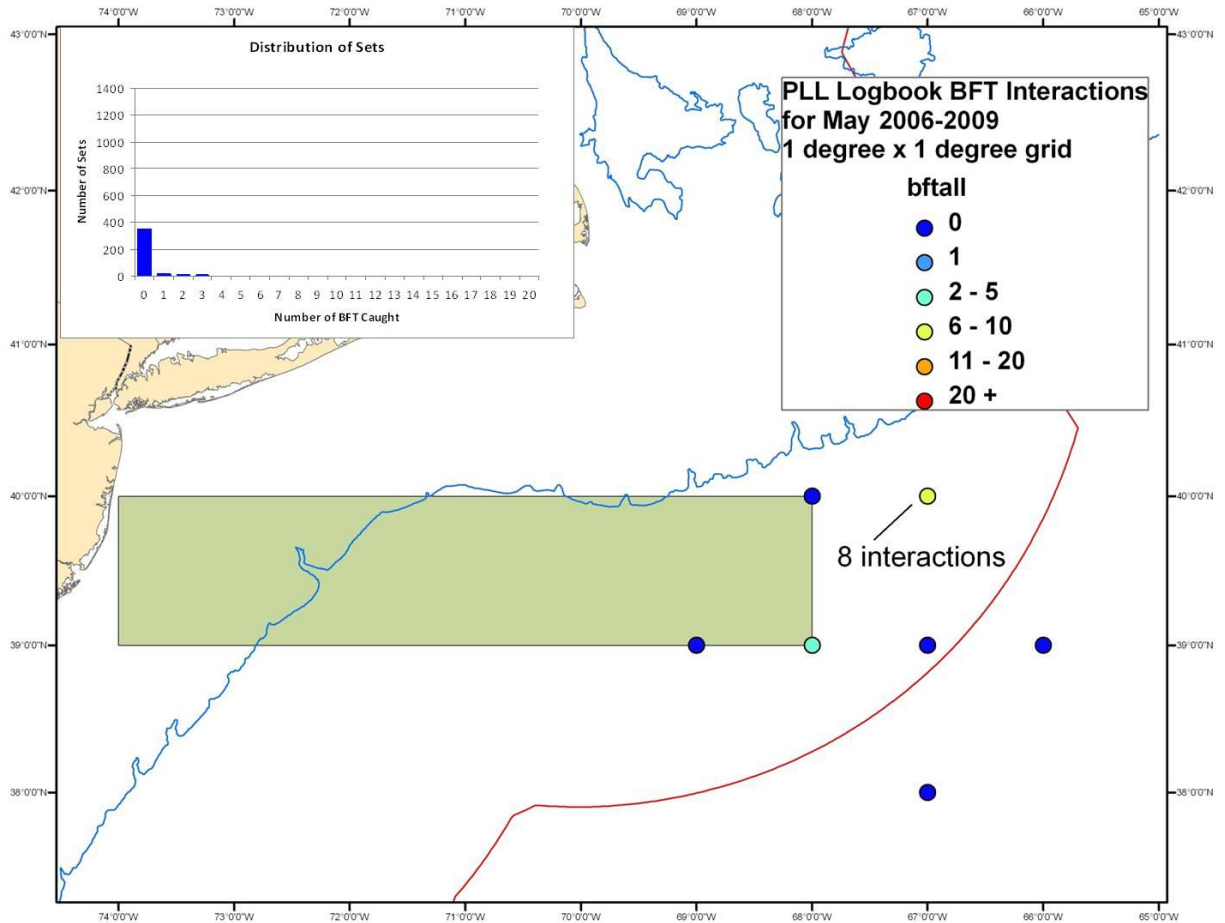 74°0'0"W 73°0'0"W 72°0'0"W 71°0'0"W 70°0'0"W 69°0'0"W 68°0'0"W 67°0'0"W 66°0'0"W 65°0'0"W
43°0'0"N
43°0'0"N
Distribution of Sets
1400
1200
1000
800
600
400
200
0
Number of Sets
0 1 2 3 4 5 6 7 8 9 10 11 12 13 14 15 16 17 18 19 20
Number of BFT Caught
PLL Logbook BFT Interactions
for May 2006-2009
1 degree x 1 degree grid
bftall
0
1
2 - 5
6 - 10
11 - 20
20 +
42°0'0"N
42°0'0"N
41°0'0"N
41°0'0"N
40°0'0"N
40°0'0"N
8 interactions
39°0'0"N
39°0'0"N
38°0'0"N
38°0'0"N
74°0'0"W 73°0'0"W 72°0'0"W 71°0'0"W 70°0'0"W 69°0'0"W 68°0'0"W 67°0'0"W 66°0'0"W 65°0'0"W